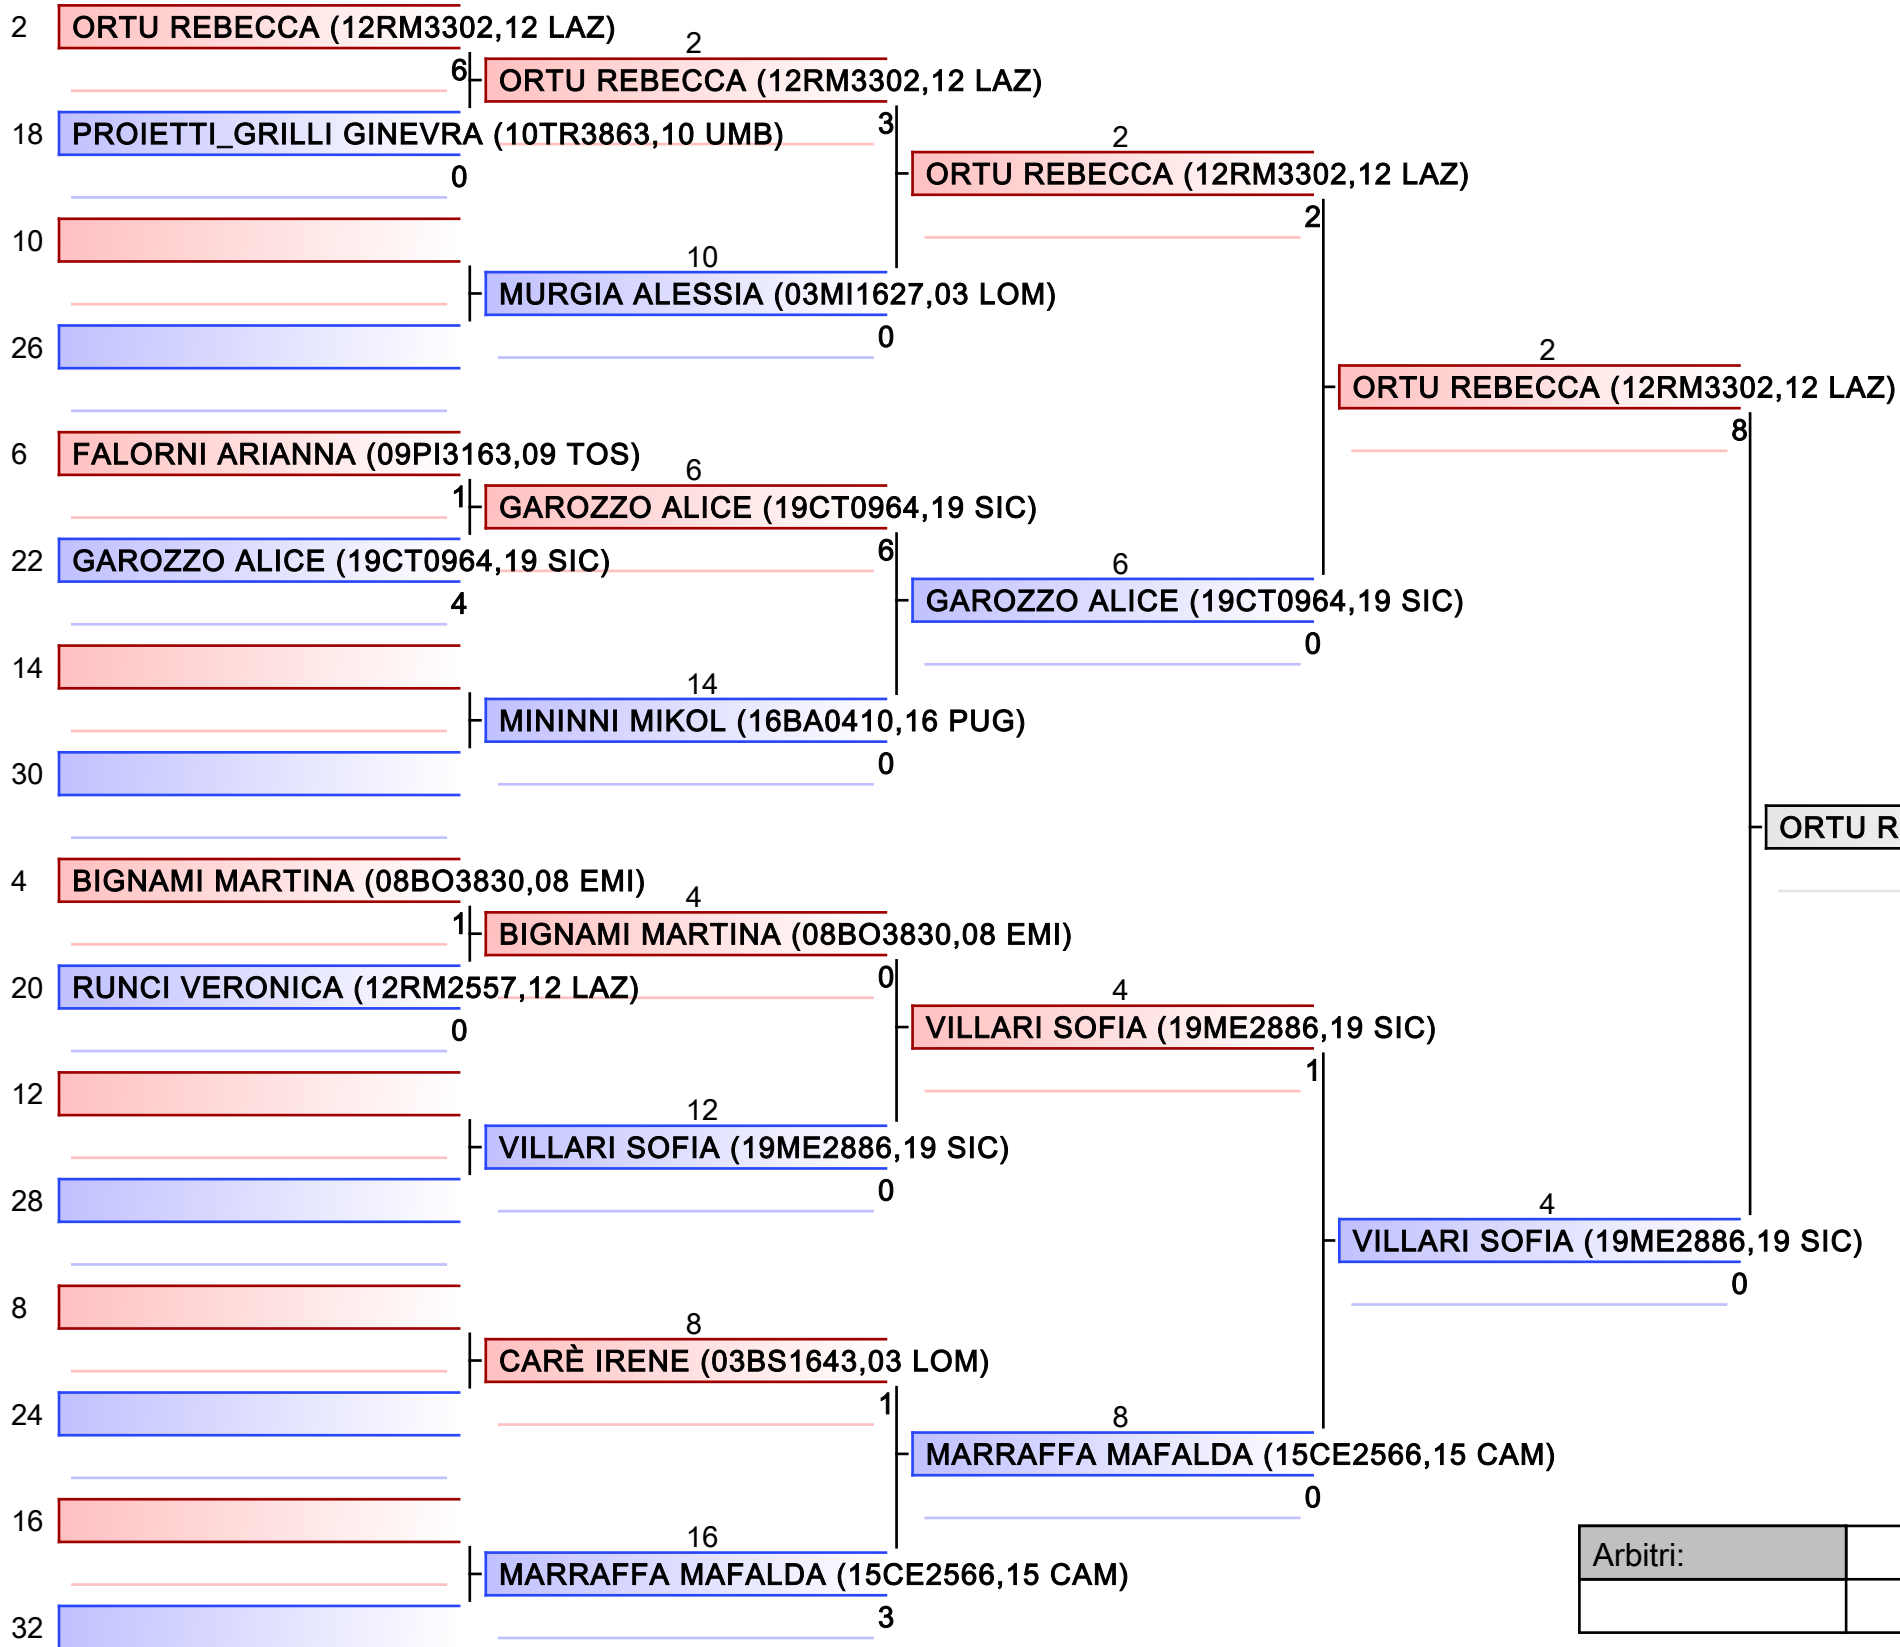 2 ORTU REBECCA (12RM3302,12 LAZ)
6
18 PROIETTI_GRILLI GINEVRA (10TR3863,10 UMB)
0
10
26
6 FALORNI ARIANNA (09PI3163,09 TOS)
1
22 GAROZZO ALICE (19CT0964,19 SIC)
4
14
30
4 BIGNAMI MARTINA (08BO3830,08 EMI)
1
20 RUNCI VERONICA (12RM2557,12 LAZ)
0
12
28
8
24
16
32
2
ORTU REBECCA (12RM3302,12 LAZ)
3
10
MURGIA ALESSIA (03MI1627,03 LOM)
0
6
GAROZZO ALICE (19CT0964,19 SIC)
6
14
MININNI MIKOL (16BA0410,16 PUG)
0
4
BIGNAMI MARTINA (08BO3830,08 EMI)
0
12
VILLARI SOFIA (19ME2886,19 SIC)
0
8
CARÈ IRENE (03BS1643,03 LOM)
1
16
MARRAFFA MAFALDA (15CE2566,15 CAM)
3
2
ORTU REBECCA (12RM3302,12 LAZ)
2
6
GAROZZO ALICE (19CT0964,19 SIC)
0
4
VILLARI SOFIA (19ME2886,19 SIC)
1
8
MARRAFFA MAFALDA (15CE2566,15 CAM)
0
2
ORTU REBECCA (12RM3302,12 LAZ)
8
4
VILLARI SOFIA (19ME2886,19 SIC)
0
ORTU R
Arbitri: